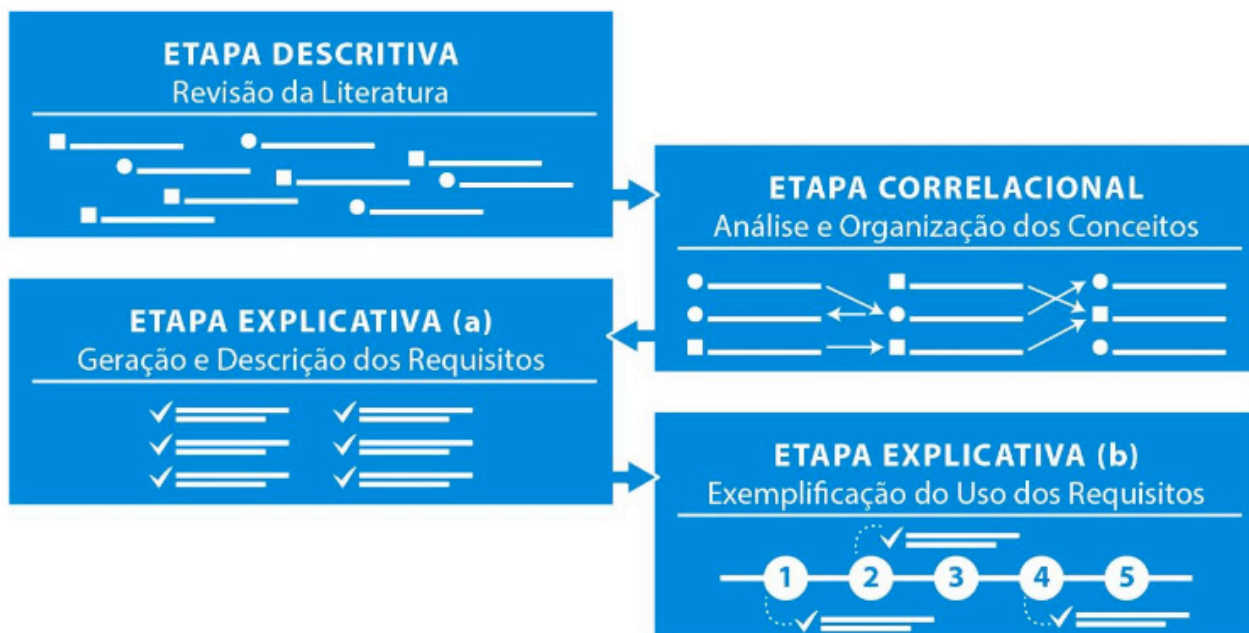 ETAPA DESCRITIVA
Revisão da Literatura
ETAPA CORRELACIONAL
Análise e Organização dos Conceitos
ETAPA EXPLICATIVA (a)
Geração e Descrição dos Requisitos
ETAPA EXPLICATIVA (b)
Exemplificação do Uso dos Requisitos
1 2 3 4 5